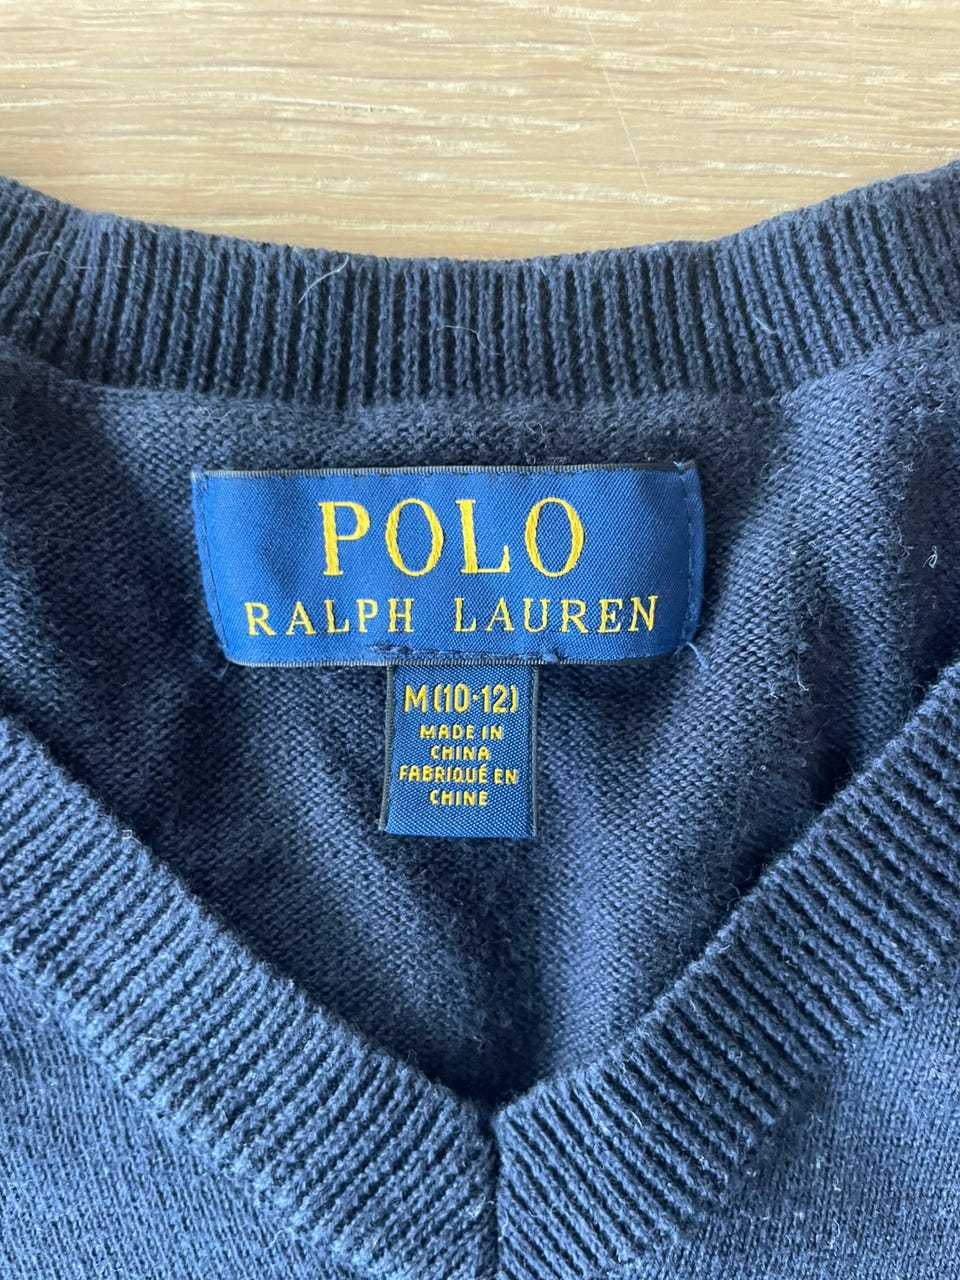 POLO
RALPH LAUREN
M(10•12)
MADE IN
CHINA
FABRIQUÉ EN
CHINE